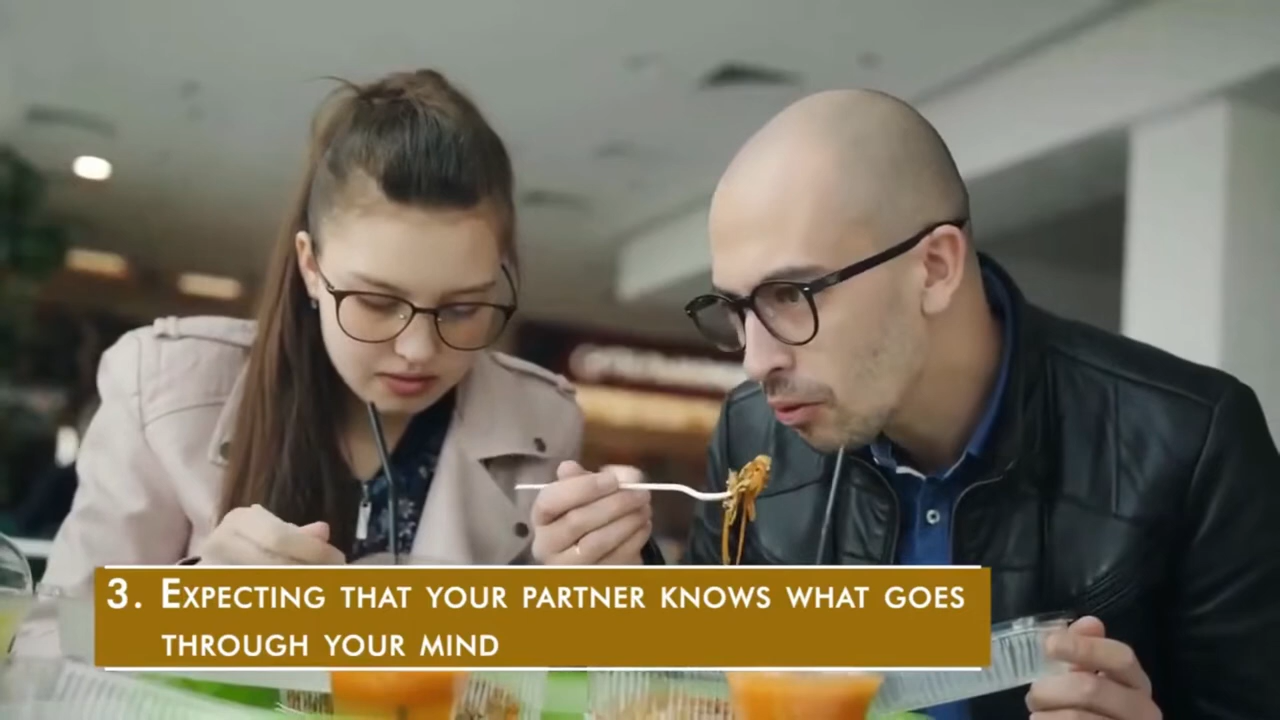 3. Expecting that your partner knows what goes
through your mind